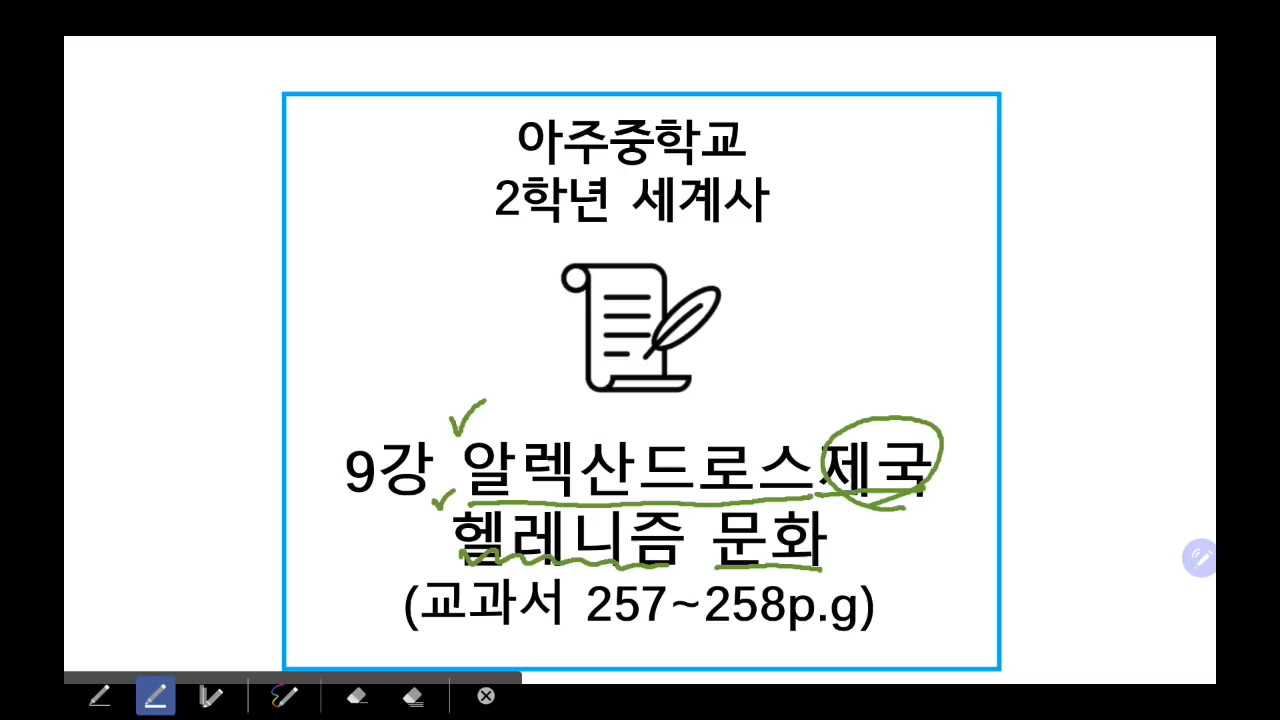 아주중학교
2학년 세계사
9강 알렉산드로스제국
헬레니즘 문화
(교과서 257~258p.g)